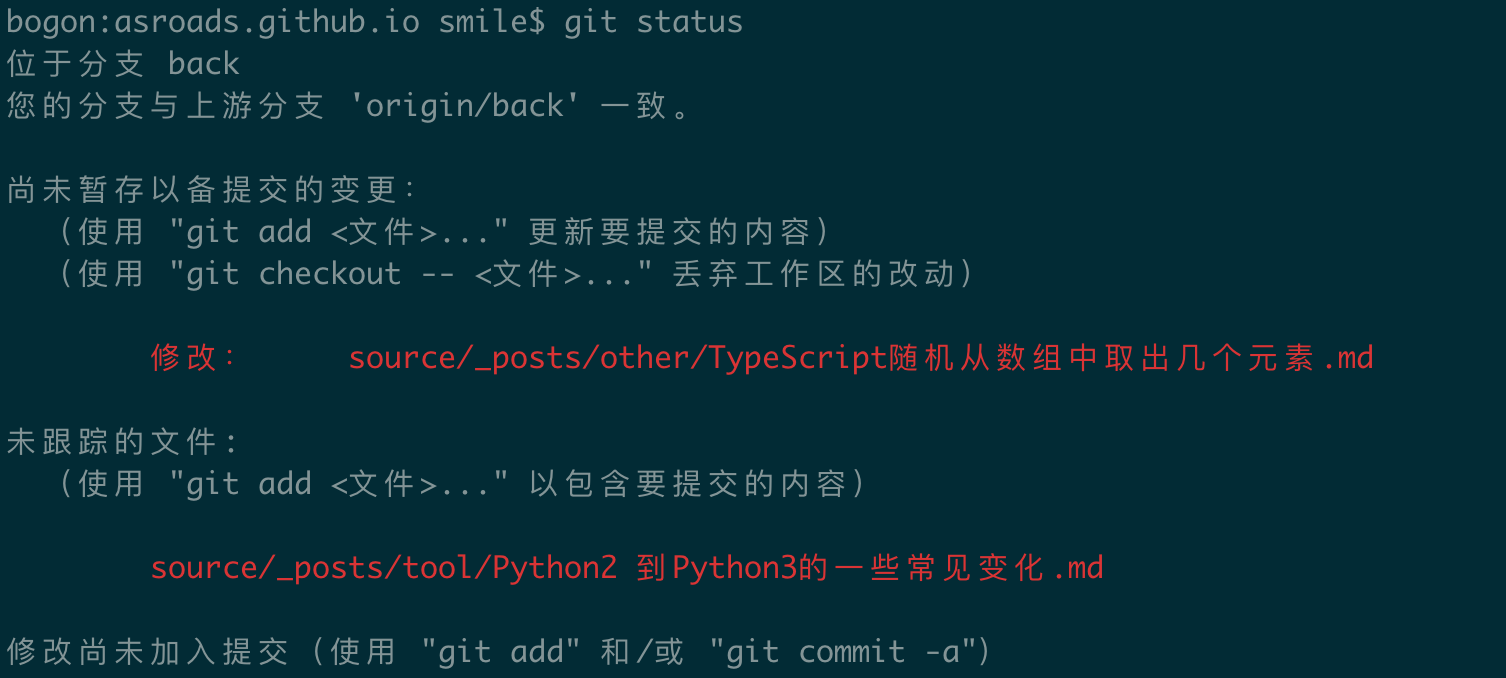 bogon:asroads.github.io smile$ git status
位于分支 back
您的分支与上游分支 'origin/back' 一致。
尚未暂存以备提交的变更：
（使用 "git add <文件>..." 更新要提交的内容）
（使用 "git checkout -- <文件>..." 丢弃工作区的改动）
修改： source/_posts/other/TypeScript随机从数组中取出几个元素.md
未跟踪的文件:
（使用 "git add <文件>..." 以包含要提交的内容）
source/_posts/tool/Python2 到Python3的一些常见变化.md
修改尚未加入提交（使用 "git add" 和/或 "git commit -a"）